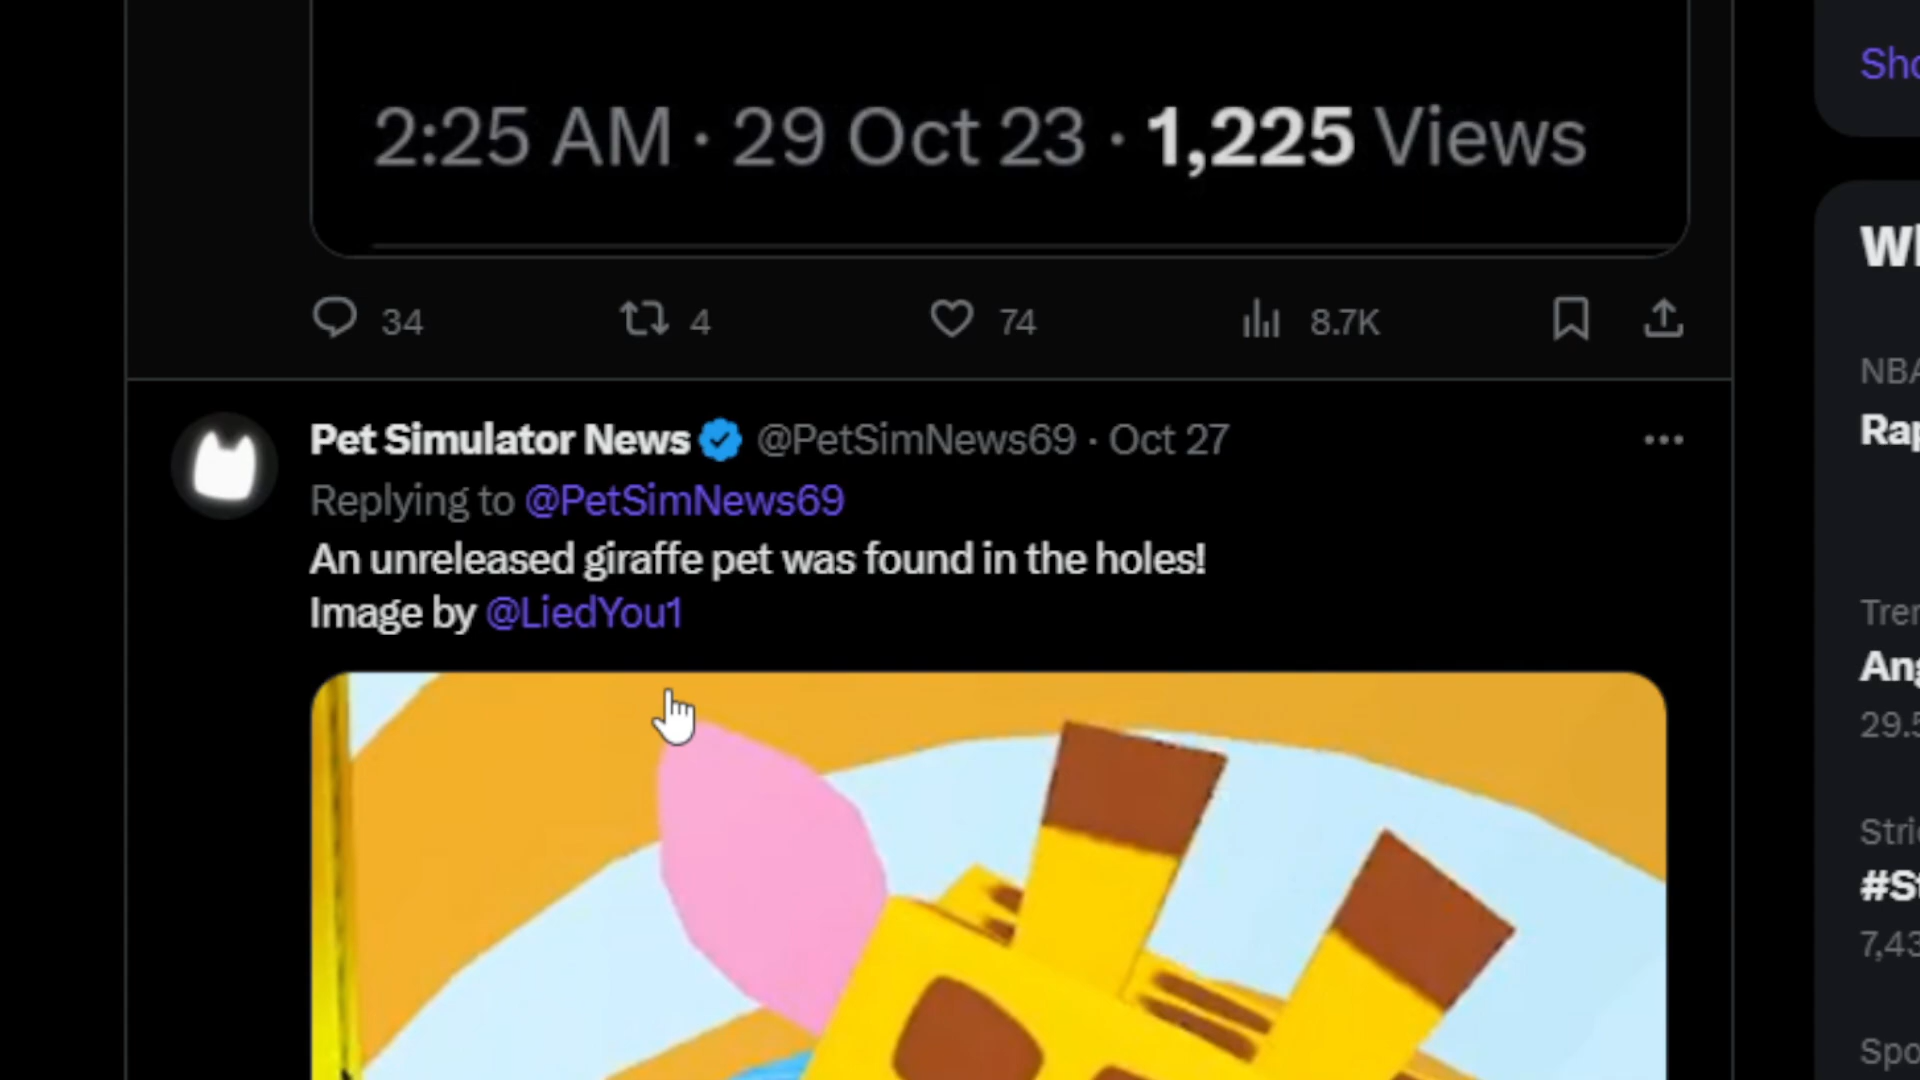 2:25 AM · 29 Oct 23 · 1,225 Views
34 4 74 8.7K
Pet Simulator News @PetSimNews69 · Oct 27
Replying to @PetSimNews69
An unreleased giraffe pet was found in the holes!
Image by @LiedYou1